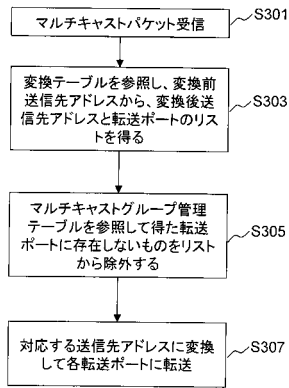 マルチキャストパケット受信
S301
変換テーブルを参照し、変換前
送信先アドレスから、変換後送
信先アドレスと転送ポートのリス
トを得る
S303
マルチキャストグループ管理
テーブルを参照して得た転送
ポートに存在しないものをリスト
から除外する
S305
対応する送信先アドレスに変換
して各転送ポートに転送
S307